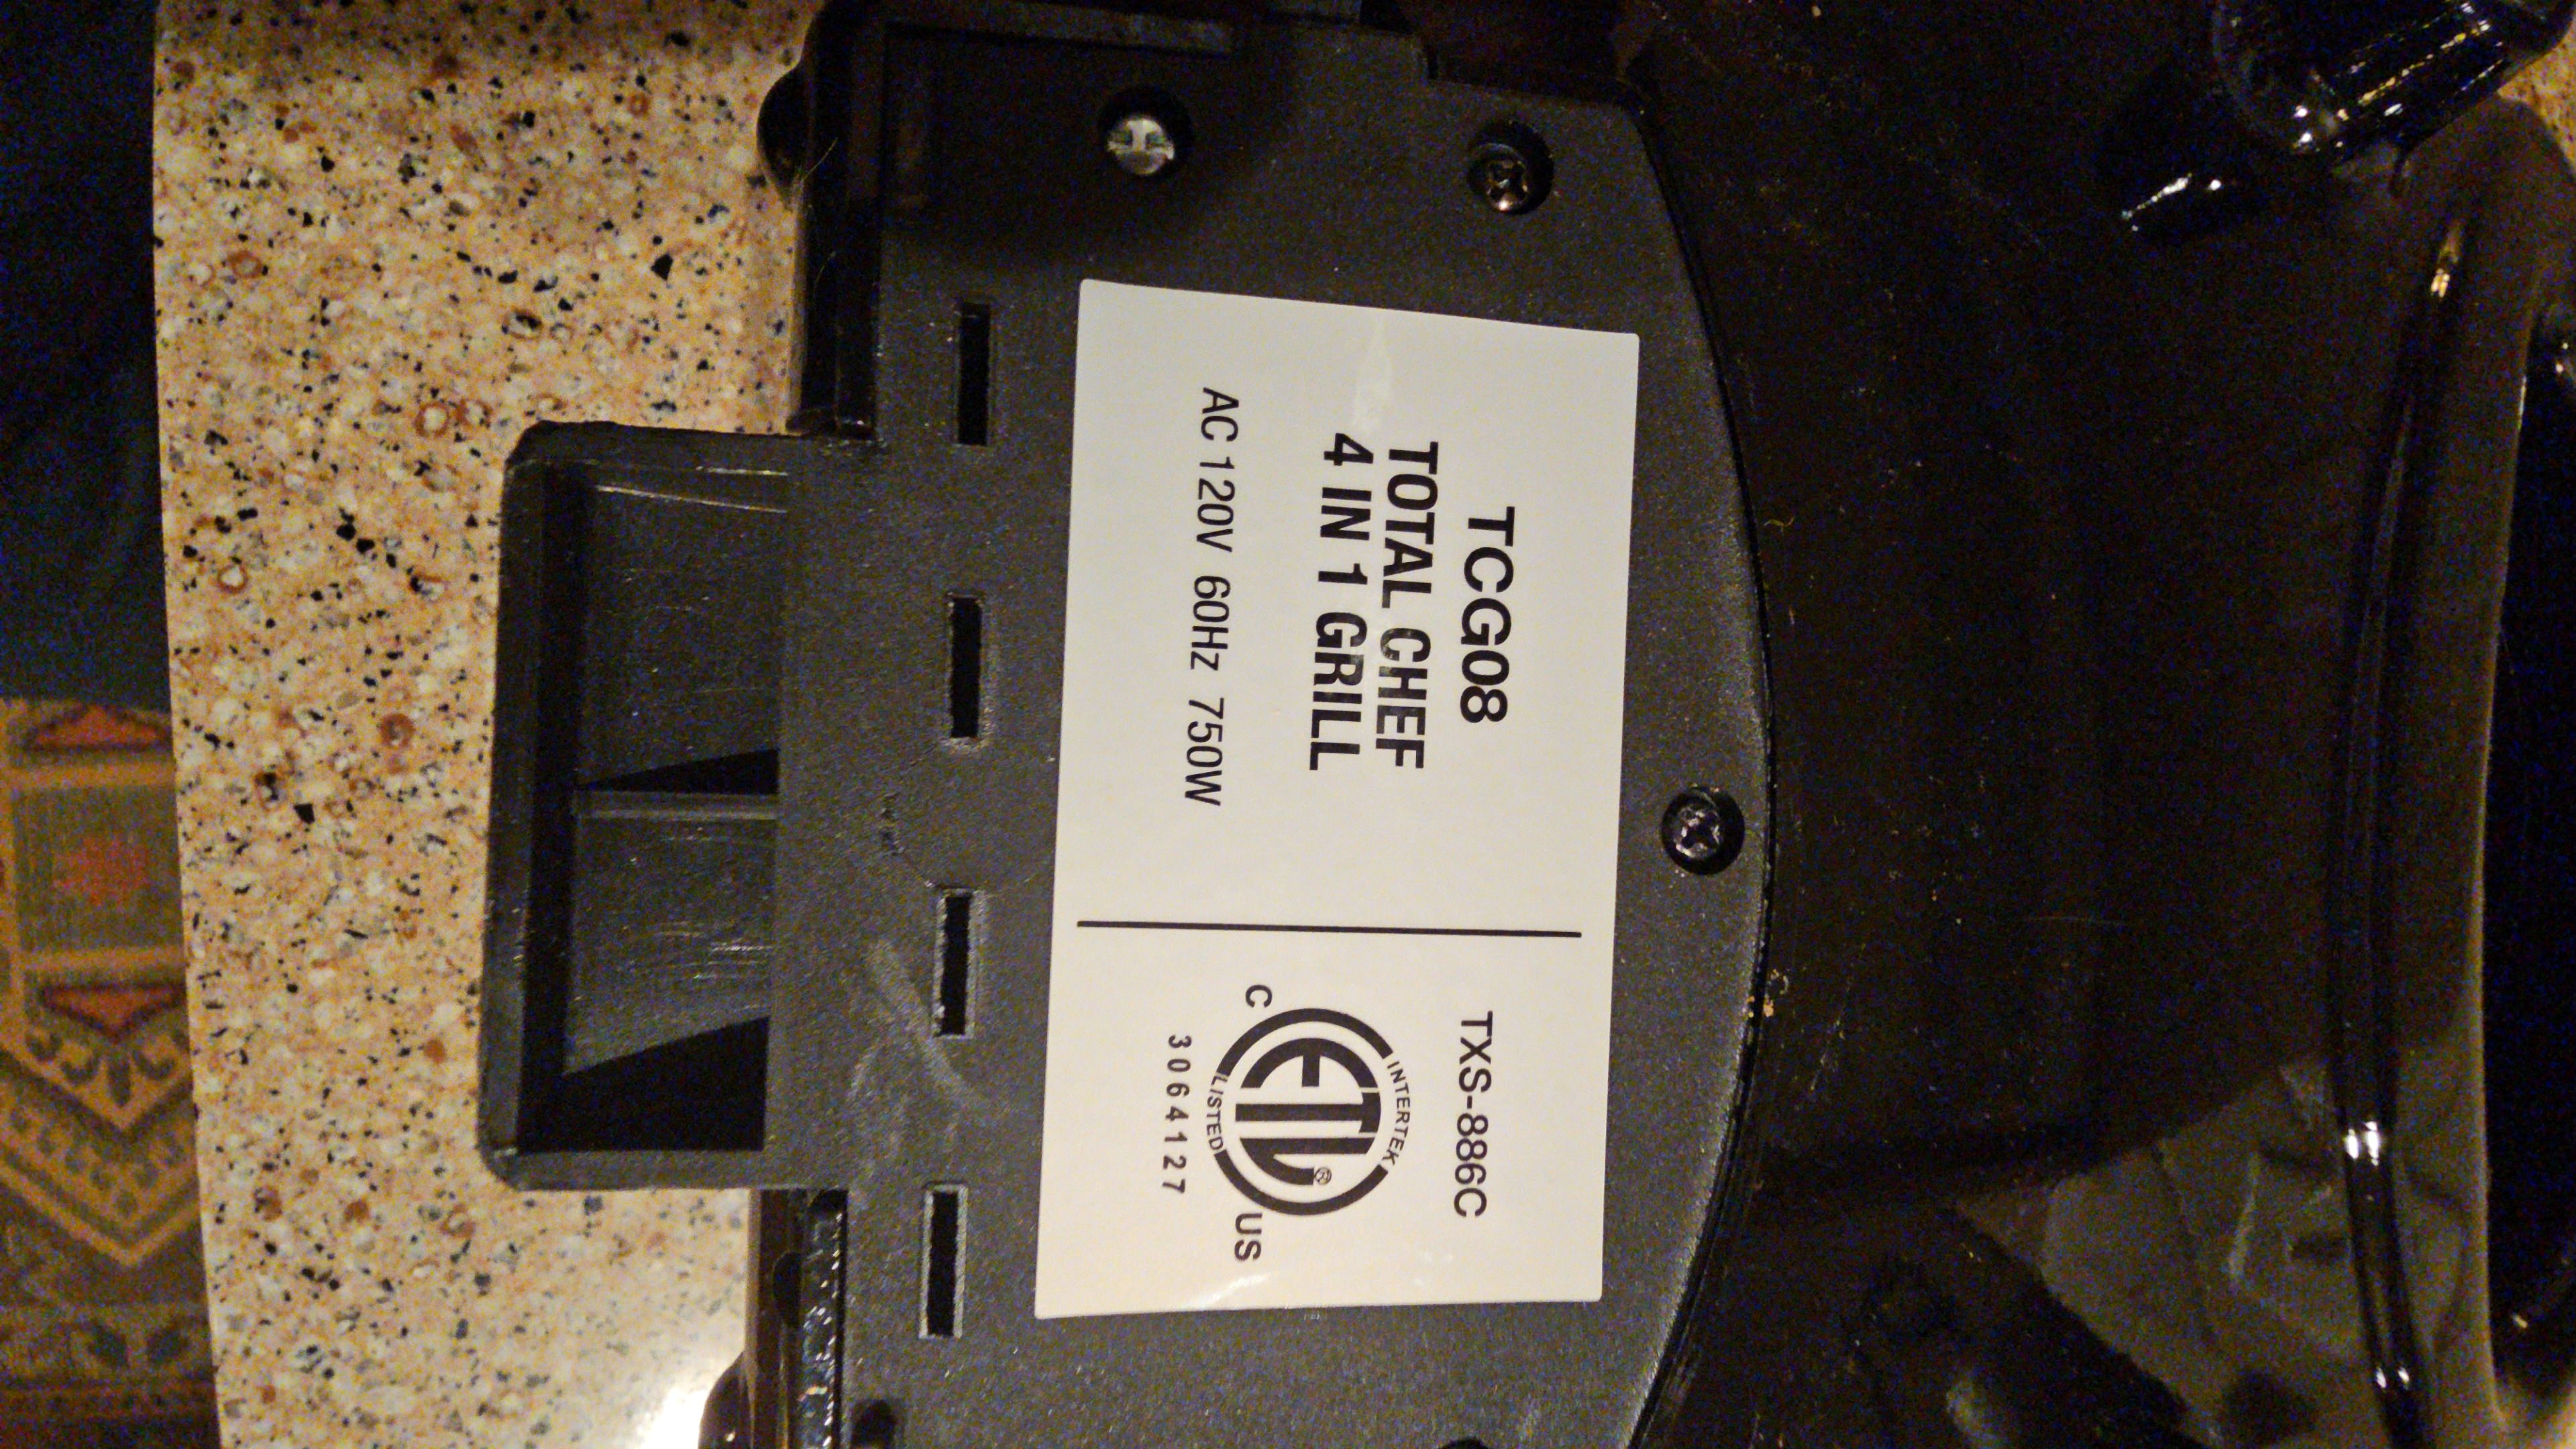 TCG08
TOTAL CHEF
4 IN 1 GRILL
AC 120V 60Hz 750W
TXS-886C
INTERTEK
C ETL® US
LISTED
3064127